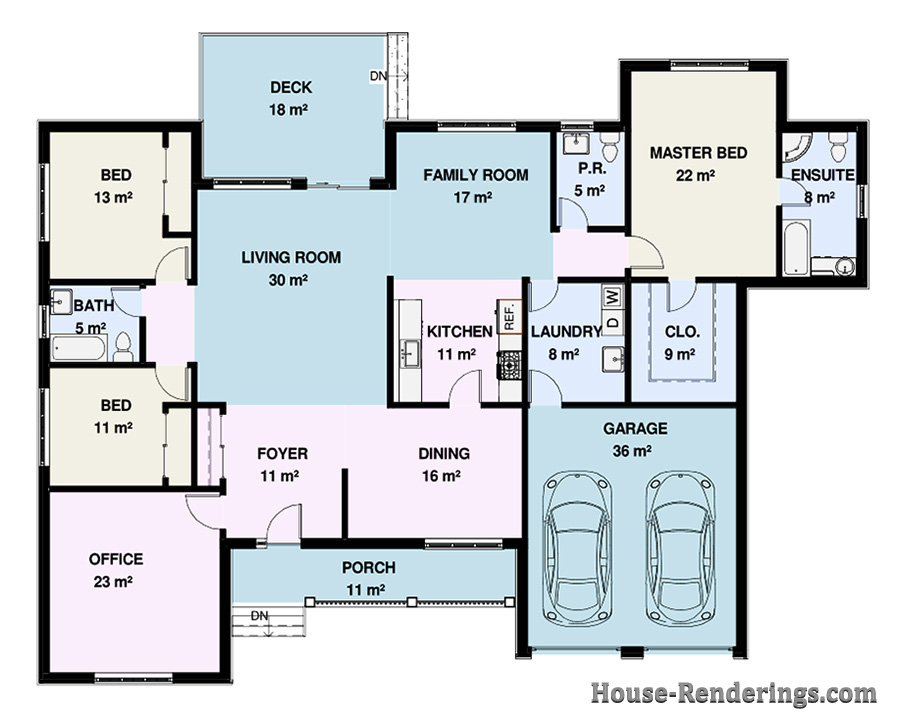 DECK
18 m²
DN
BED
13 m²
FAMILY ROOM
17 m²
P.R.
5 m²
MASTER BED
22 m²
ENSUITE
8 m²
LIVING ROOM
30 m²
BATH
5 m²
KITCHEN
11 m²
REF.
LAUNDRY
8 m²
W
D
CLO.
9 m²
BED
11 m²
FOYER
11 m²
DINING
16 m²
GARAGE
36 m²
OFFICE
23 m²
PORCH
11 m²
DN
House-Renderings.com